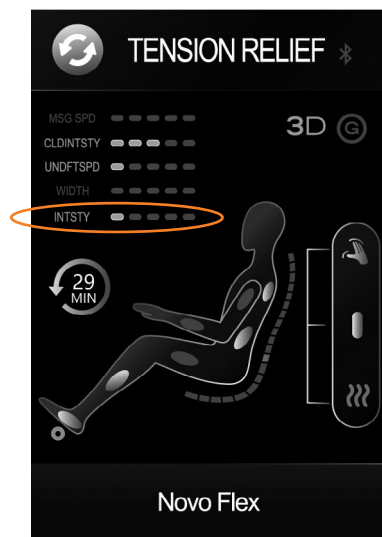 TENSION RELIEF
MSG SPD
CLDINTSTY
3D G
UNDFTSPD
WIDTH
INTSTY
29
MIN
Novo Flex